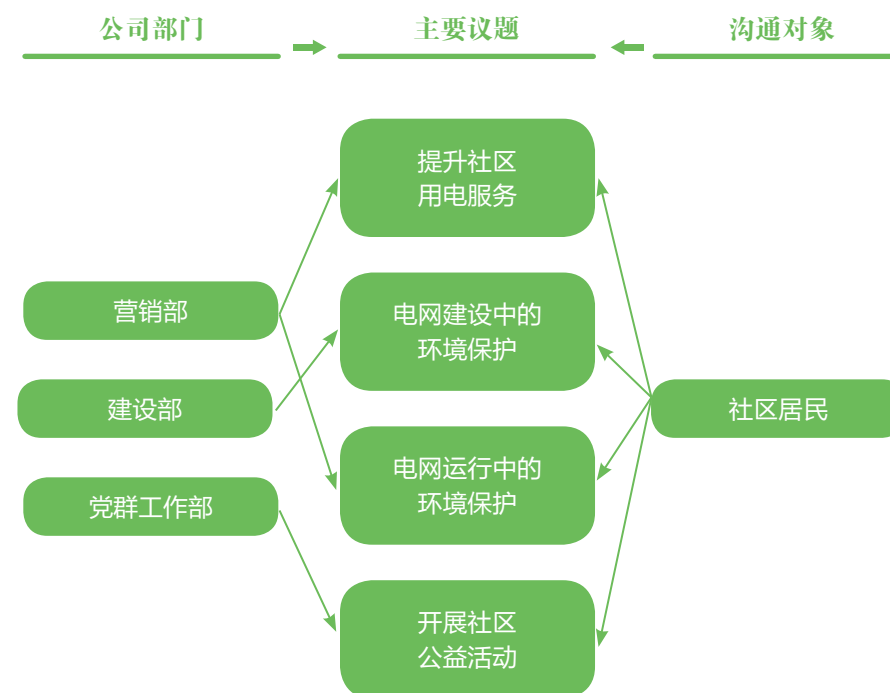 公司部门
主要议题
沟通对象
提升社区
用电服务
营销部
电网建设中的
环境保护
建设部
社区居民
电网运行中的
环境保护
党群工作部
开展社区
公益活动